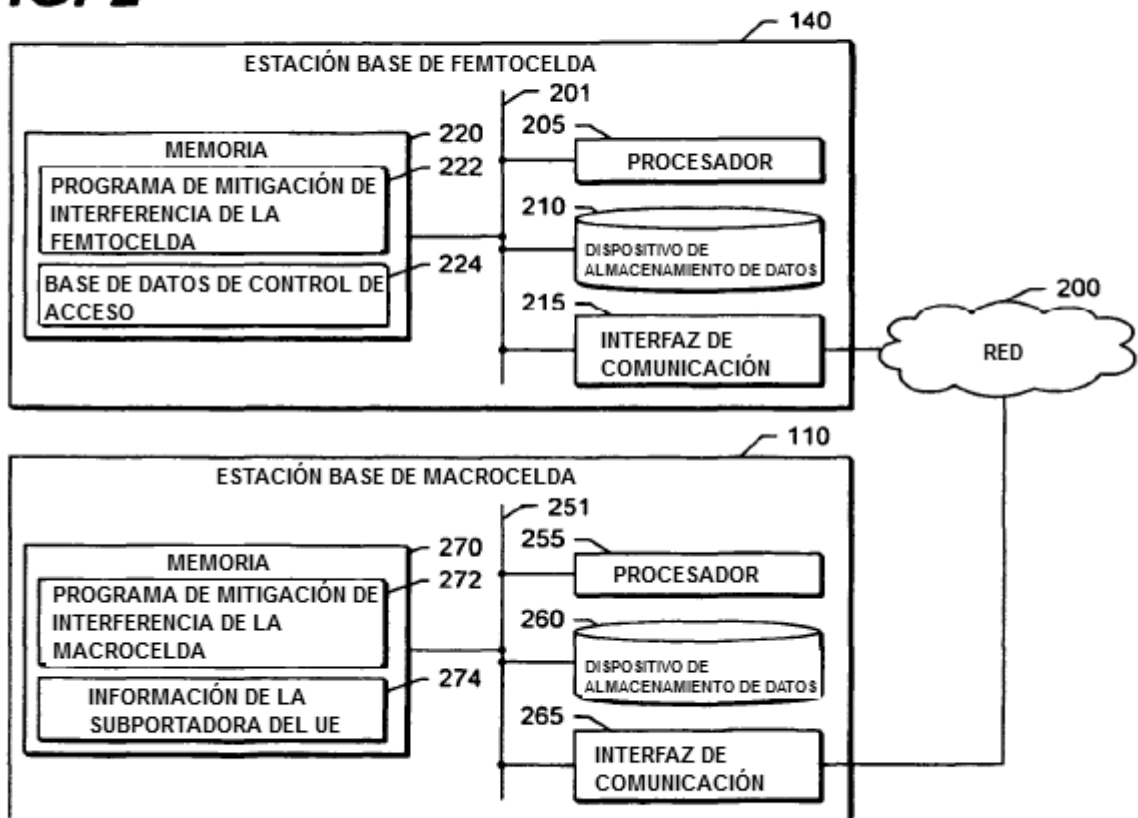 140
ESTACIÓN BASE DE FEMTOCELDA
201
220
MEMORIA
222
PROGRAMA DE MITIGACIÓN DE
INTERFERENCIA DE LA
FEMTOCELDA
224
BASE DE DATOS DE CONTROL DE
ACCESO
205
PROCESADOR
210
DISPOSITIVO DE
ALMACENAMIENTO DE DATOS
215
INTERFAZ DE
COMUNICACIÓN
200
RED
110
ESTACIÓN BASE DE MACROCELDA
251
270
MEMORIA
272
PROGRAMA DE MITIGACIÓN DE
INTERFERENCIA DE LA
MACROCELDA
274
INFORMACIÓN DE LA
SUBPORTADORA DEL UE
255
PROCESADOR
260
DISPOSITIVO DE
ALMACENAMIENTO DE DATOS
265
INTERFAZ DE
COMUNICACIÓN